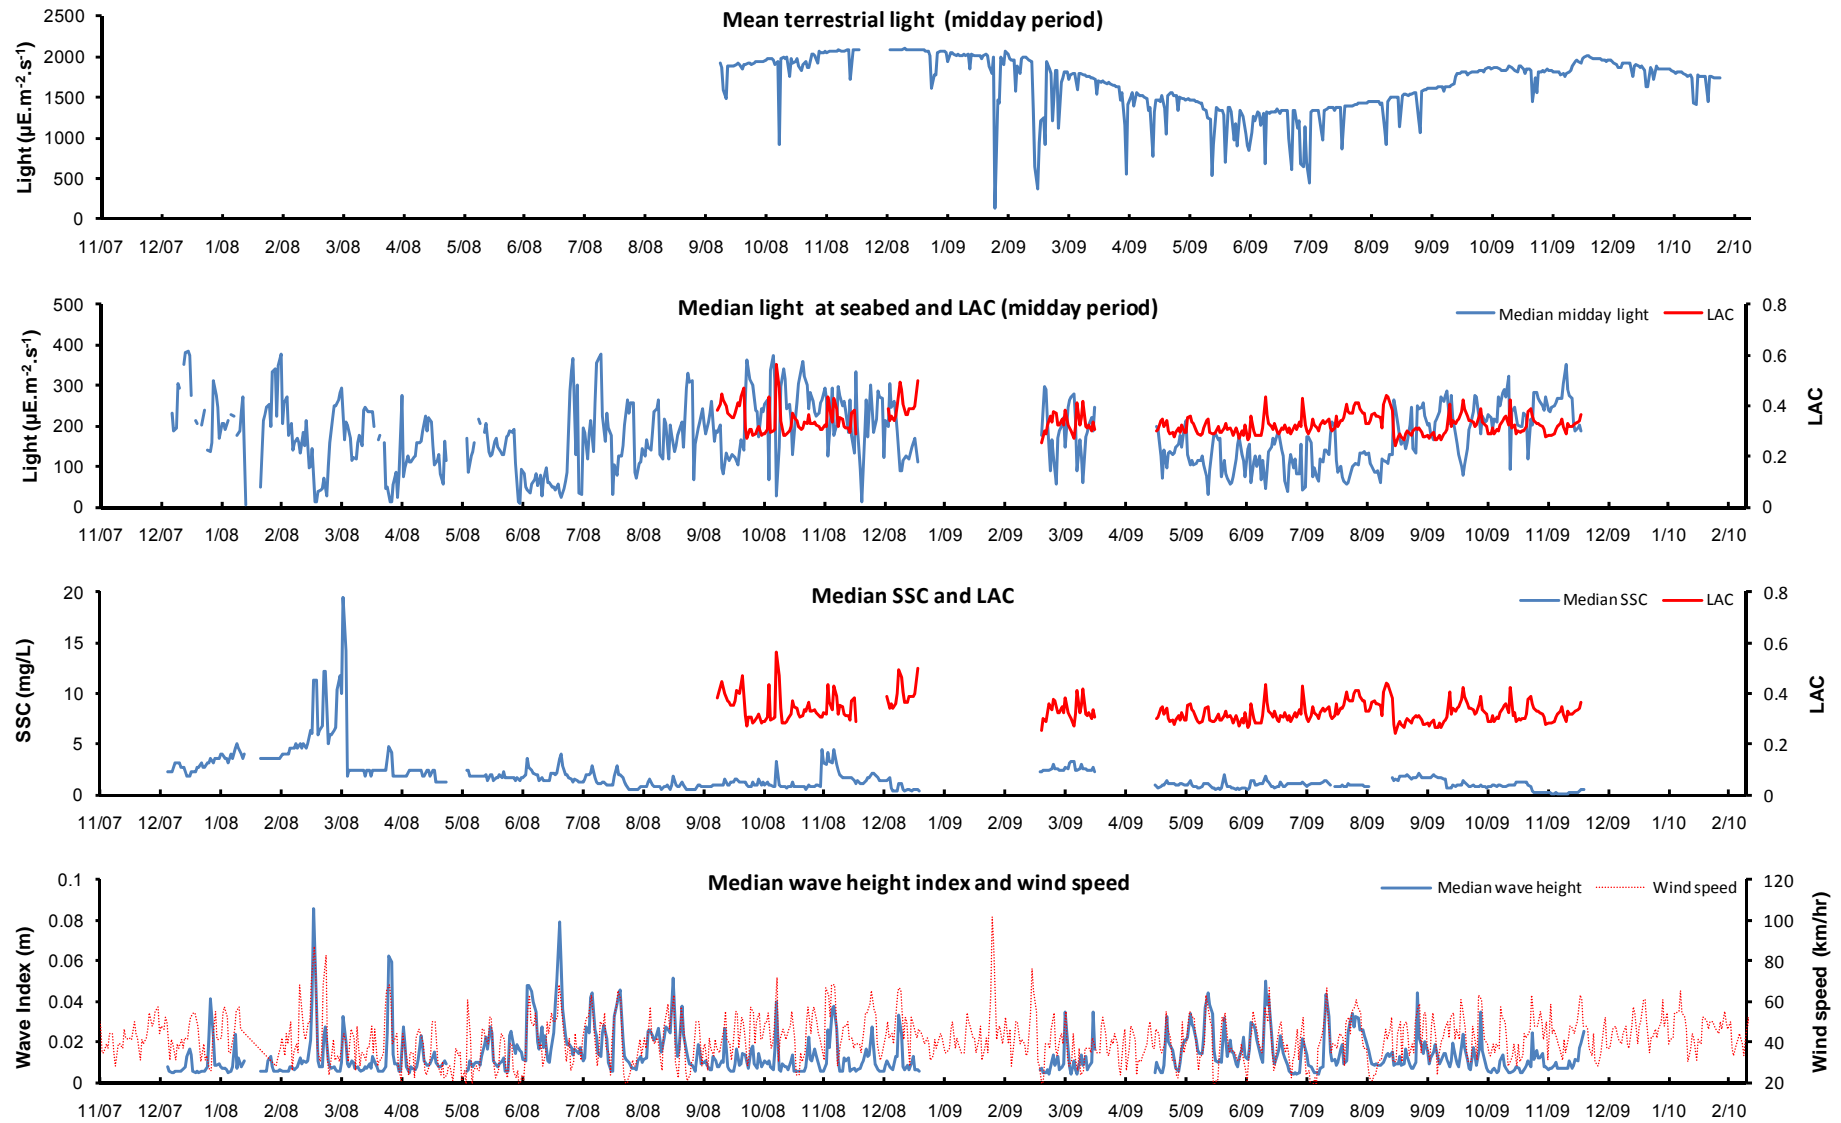 Mean terrestrial light (midday period)
Light (µE.m-2.s-1)
2500
2000
1500
1000
500
0
11/07 12/07 1/08 2/08 3/08 4/08 5/08 6/08 7/08 8/08 9/08 10/08 11/08 12/08 1/09 2/09 3/09 4/09 5/09 6/09 7/09 8/09 9/09 10/09 11/09 12/09 1/10 2/10
Median light at seabed and LAC (midday period)
Median midday light LAC
Light (µE.m-2.s-1)
500
400
300
200
100
0
0.8
0.6
0.4
0.2
0
LAC
11/07 12/07 1/08 2/08 3/08 4/08 5/08 6/08 7/08 8/08 9/08 10/08 11/08 12/08 1/09 2/09 3/09 4/09 5/09 6/09 7/09 8/09 9/09 10/09 11/09 12/09 1/10 2/10
Median SSC and LAC
Median SSC LAC
SSC (mg/L)
20
15
10
5
0
0.8
0.6
0.4
0.2
0
LAC
11/07 12/07 1/08 2/08 3/08 4/08 5/08 6/08 7/08 8/08 9/08 10/08 11/08 12/08 1/09 2/09 3/09 4/09 5/09 6/09 7/09 8/09 9/09 10/09 11/09 12/09 1/10 2/10
Median wave height index and wind speed
Median wave height Wind speed
Wave Index (m)
0.1
0.08
0.06
0.04
0.02
0
120
100
80
60
40
20
Wind speed (km/hr)
11/07 12/07 1/08 2/08 3/08 4/08 5/08 6/08 7/08 8/08 9/08 10/08 11/08 12/08 1/09 2/09 3/09 4/09 5/09 6/09 7/09 8/09 9/09 10/09 11/09 12/09 1/10 2/10